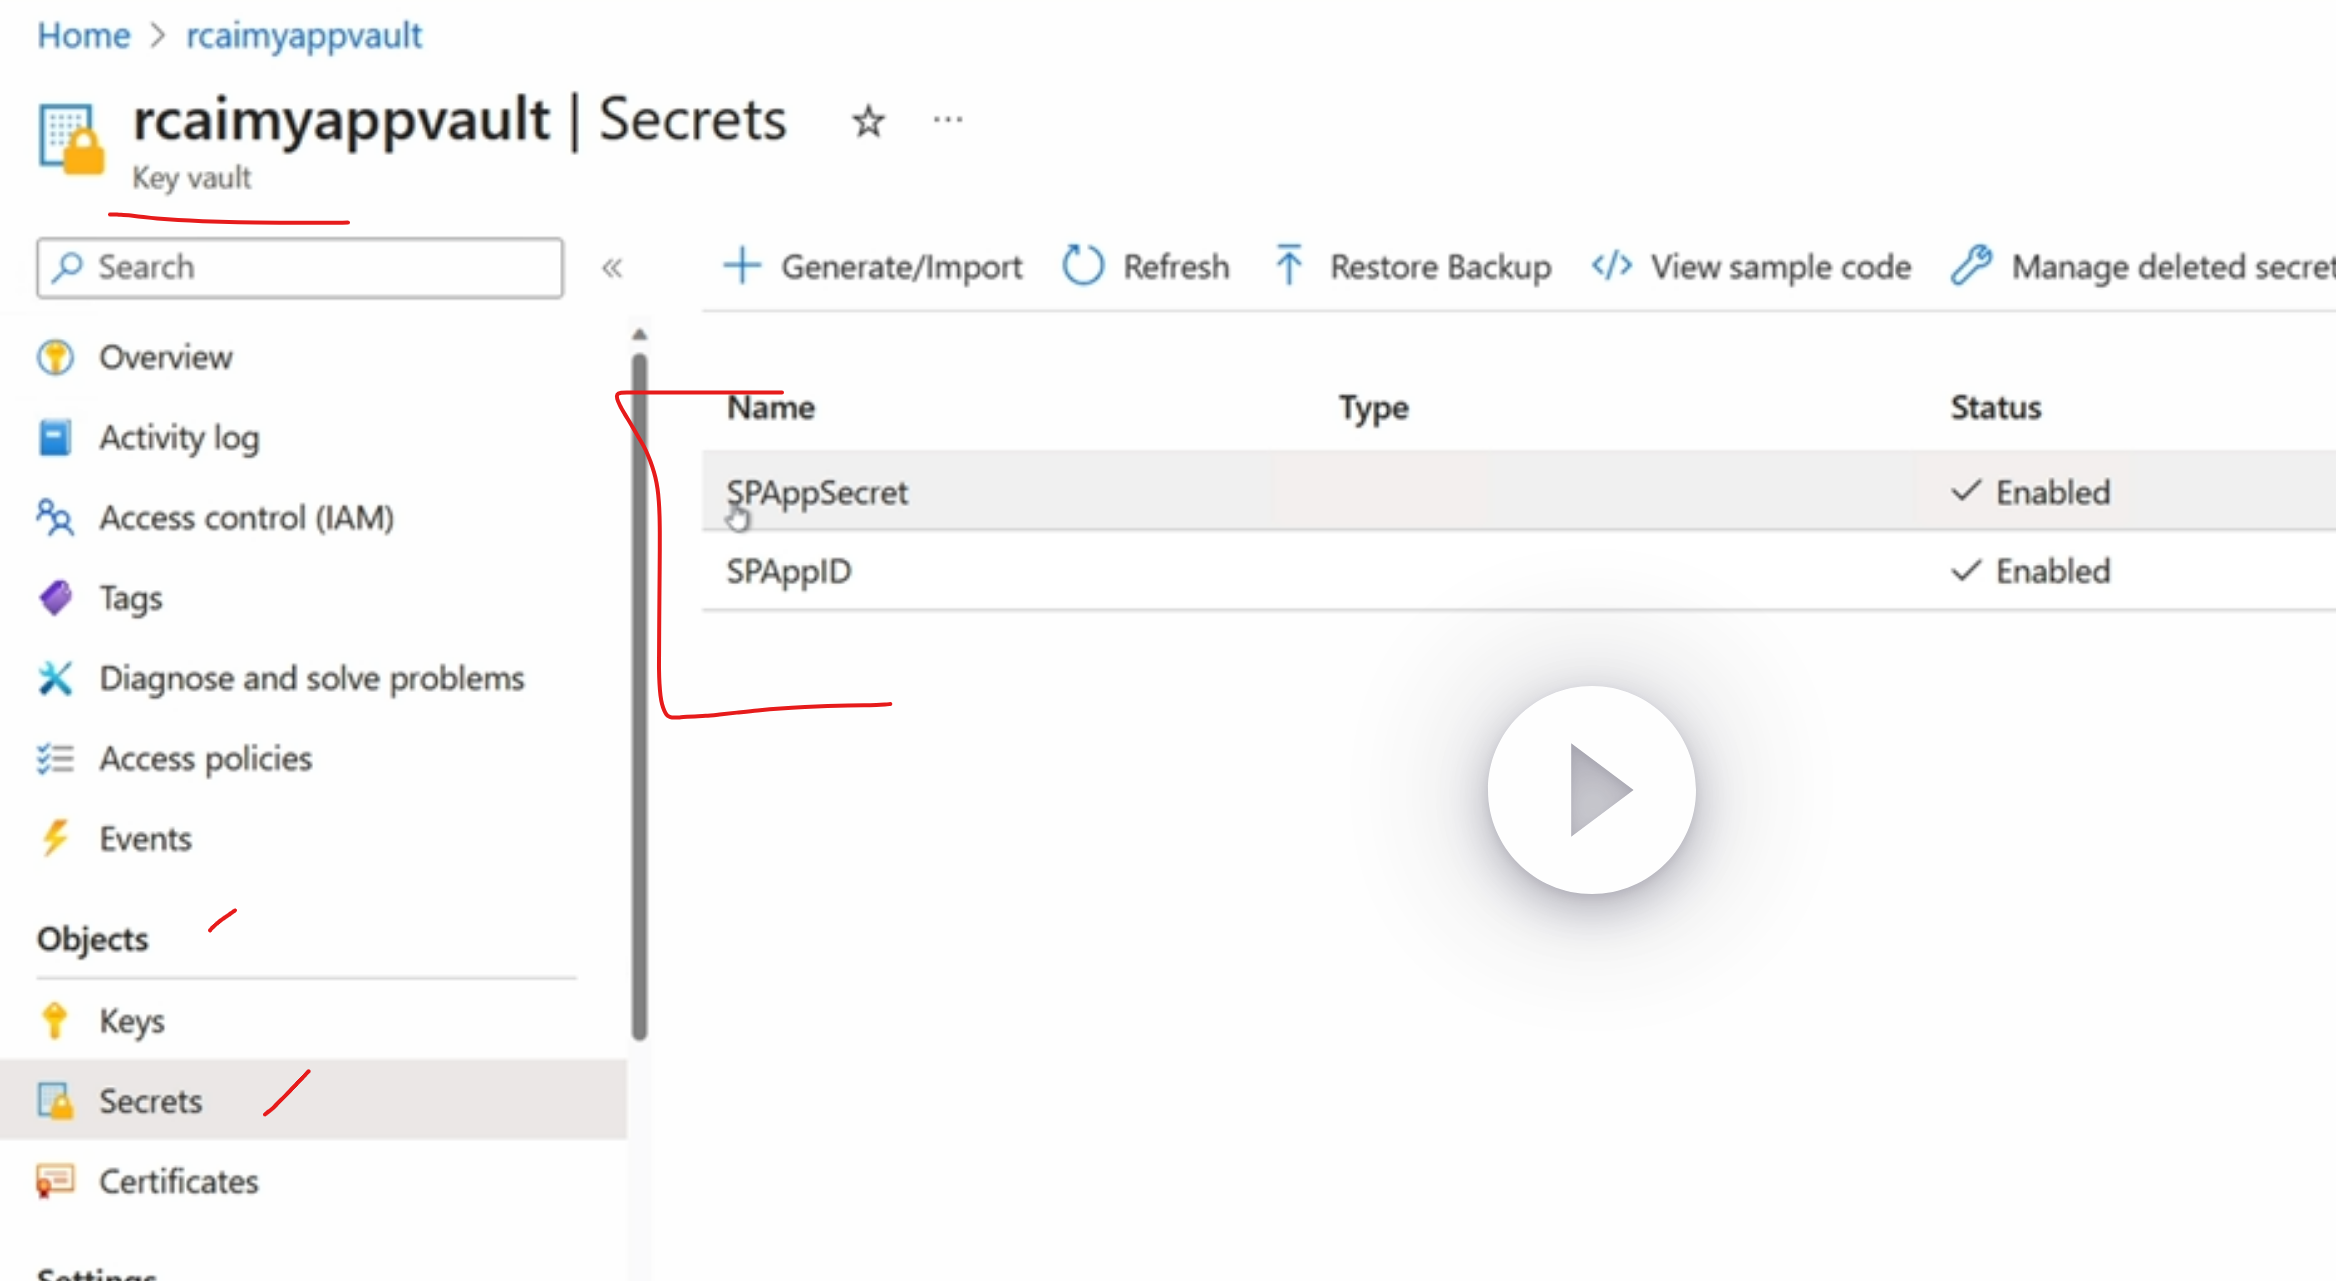 Home > rcaimyappvault
rcaimyappvault | Secrets ☆ ...
Key vault
Search «
+ Generate/Import Refresh Restore Backup </> View sample code Manage deleted secret
Overview
Activity log
Access control (IAM)
Tags
Diagnose and solve problems
Access policies
Events
Objects
Keys
Secrets
Certificates
Settings
Name Type Status
SPAppSecret ✓ Enabled
SPAppID ✓ Enabled